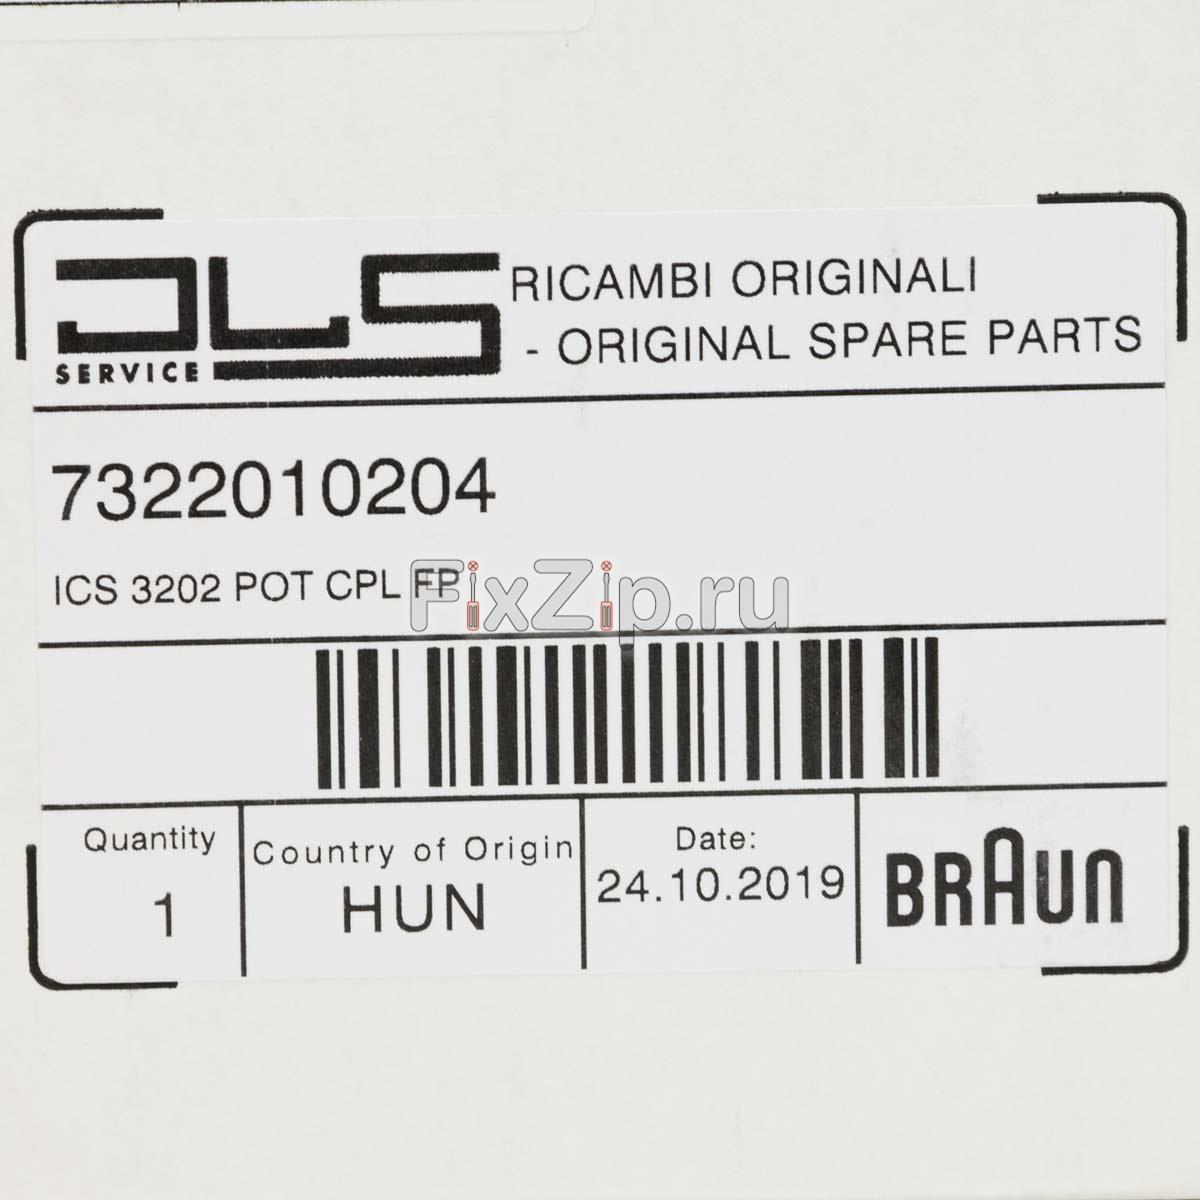 DLS
SERVICE
RICAMBI ORIGINALI
- ORIGINAL SPARE PARTS
7322010204
ICS 3202 POT CPL FP
FixZip.ru
Quantity
1
Country of Origin
HUN
Date:
24.10.2019
BRAUN